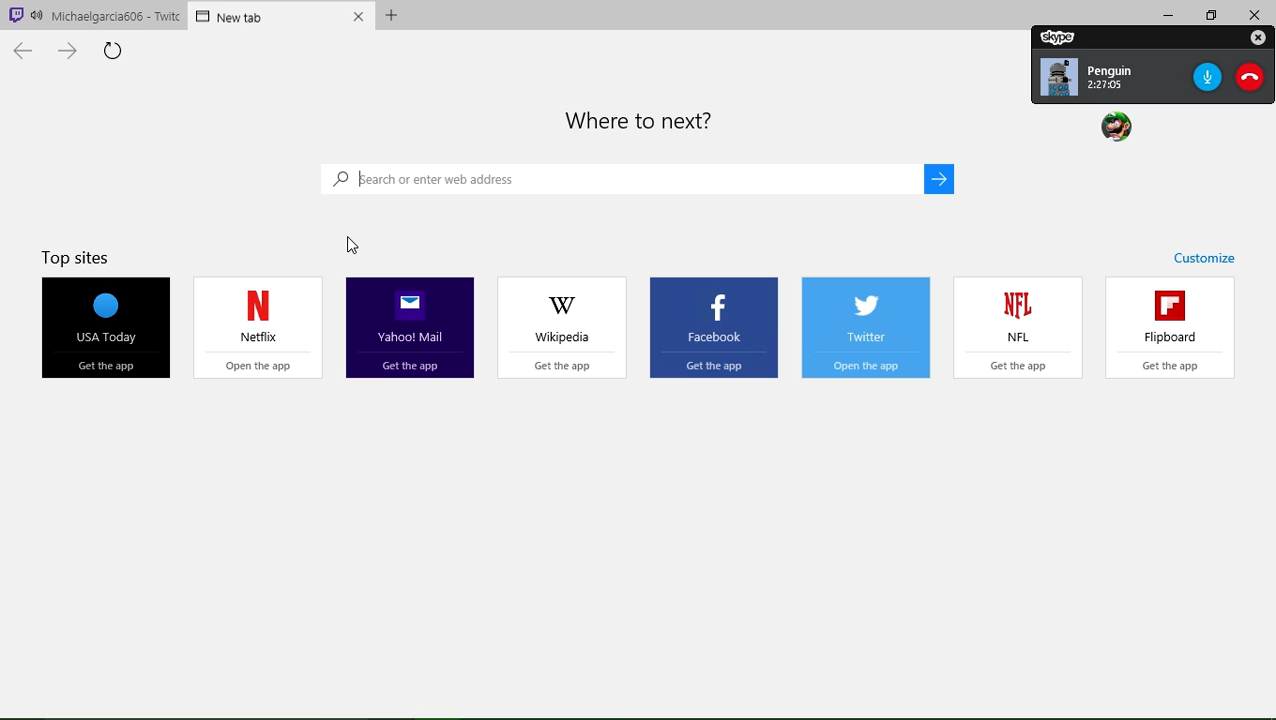 Michaelgarcia606 - Twitc
New tab
skype
Penguin
2:27:05
Where to next?
Search or enter web address
Top sites
Customize
USA Today
Get the app
N
Netflix
Open the app
Yahoo! Mail
Get the app
W
Wikipedia
Get the app
f
Facebook
Get the app
Twitter
Open the app
NFL
NFL
Get the app
Flipboard
Get the app